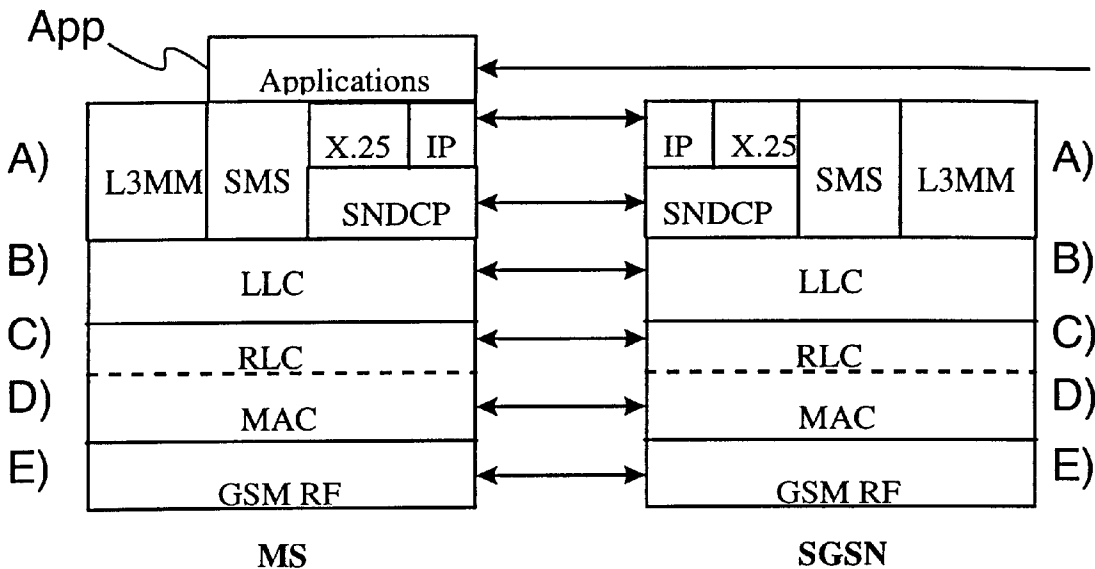 App
Applications
A) L3MM SMS X.25 IP SNDCP IP X.25 SNDCP SMS L3MM A)
B) LLC LLC B)
C) RLC RLC C)
D) MAC MAC D)
E) GSM RF GSM RF E)
MS SGSN